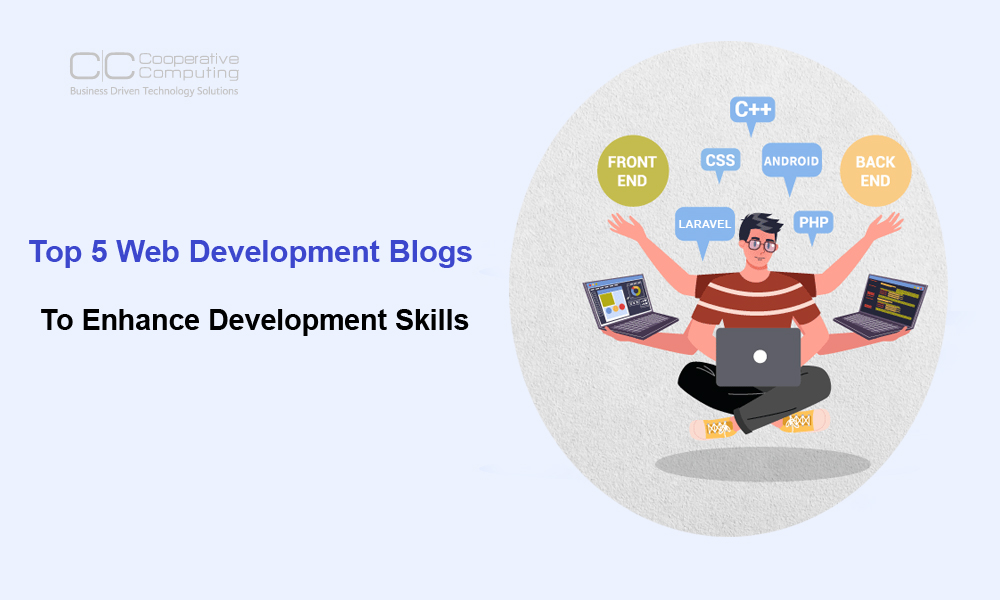 Cooperative
Computing
Business Driven Technology Solutions
Top 5 Web Development Blogs
To Enhance Development Skills
C++
FRONT
END
CSS
ANDROID
BACK
END
LARAVEL
PHP